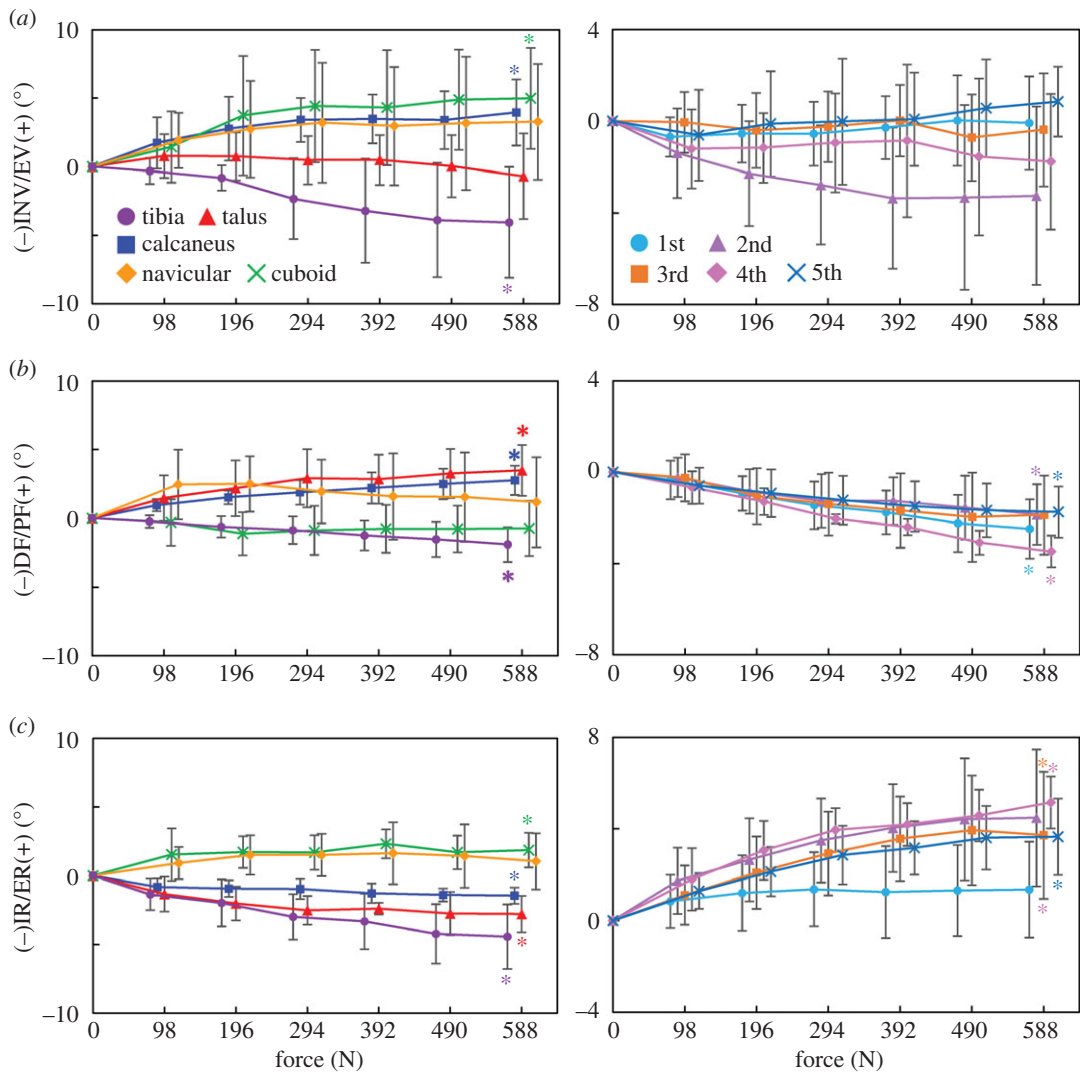 (a)
10
0
−10
(−)INV/EV(+) (°)
tibia talus
calcaneus
navicular cuboid
* * *
0 98 196 294 392 490 588
4
0
−8
1st 2nd
3rd 4th 5th
0 98 196 294 392 490 588
(b)
10
0
−10
(−)DF/PF(+) (°)
* * *
0 98 196 294 392 490 588
4
0
−8
* * * *
0 98 196 294 392 490 588
(c)
10
0
−10
(−)IR/ER(+) (°)
* * * *
0 98 196 294 392 490 588
force (N)
8
0
−4
* * * *
0 98 196 294 392 490 588
force (N)